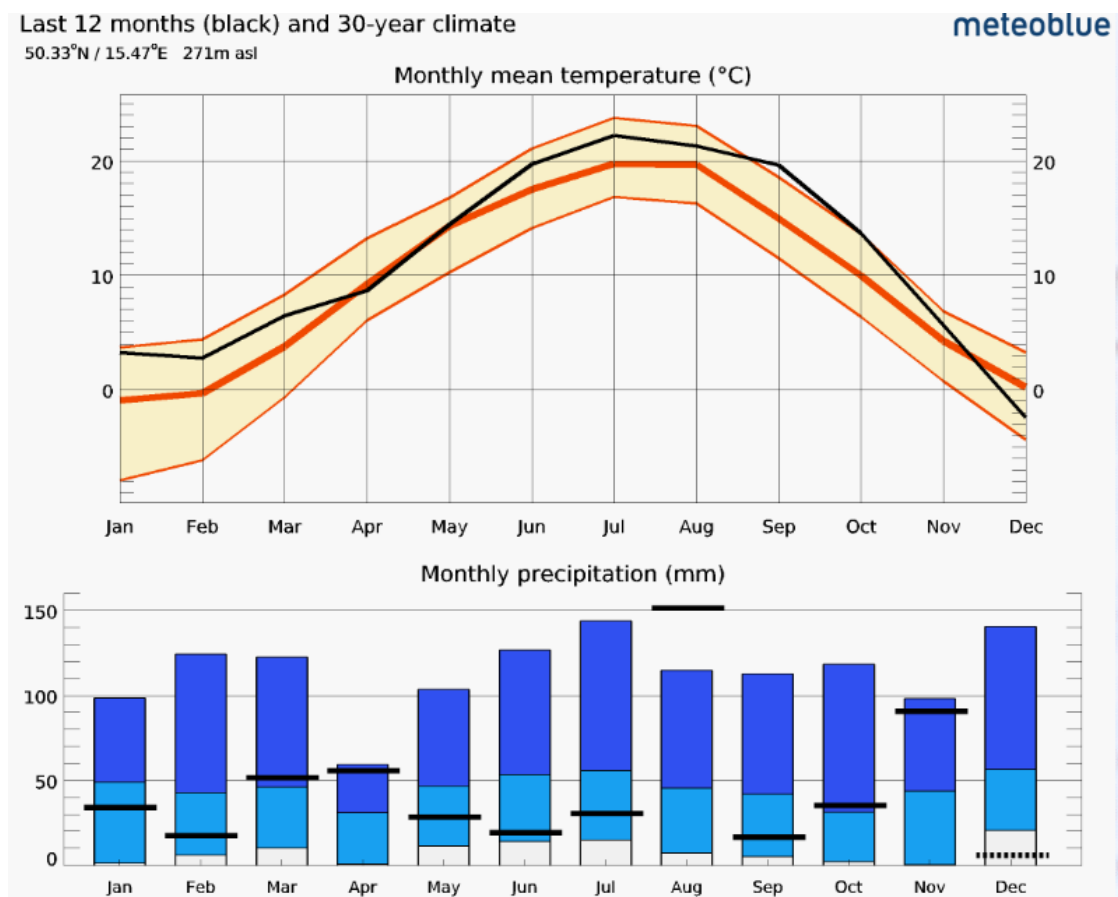 Last 12 months (black) and 30-year climate
meteoblue
50.33°N / 15.47°E 271m asl
Monthly mean temperature (°C)
20 20
10 10
0 0
Jan Feb Mar Apr May Jun Jul Aug Sep Oct Nov Dec
Monthly precipitation (mm)
150
100
50
0
Jan Feb Mar Apr May Jun Jul Aug Sep Oct Nov Dec